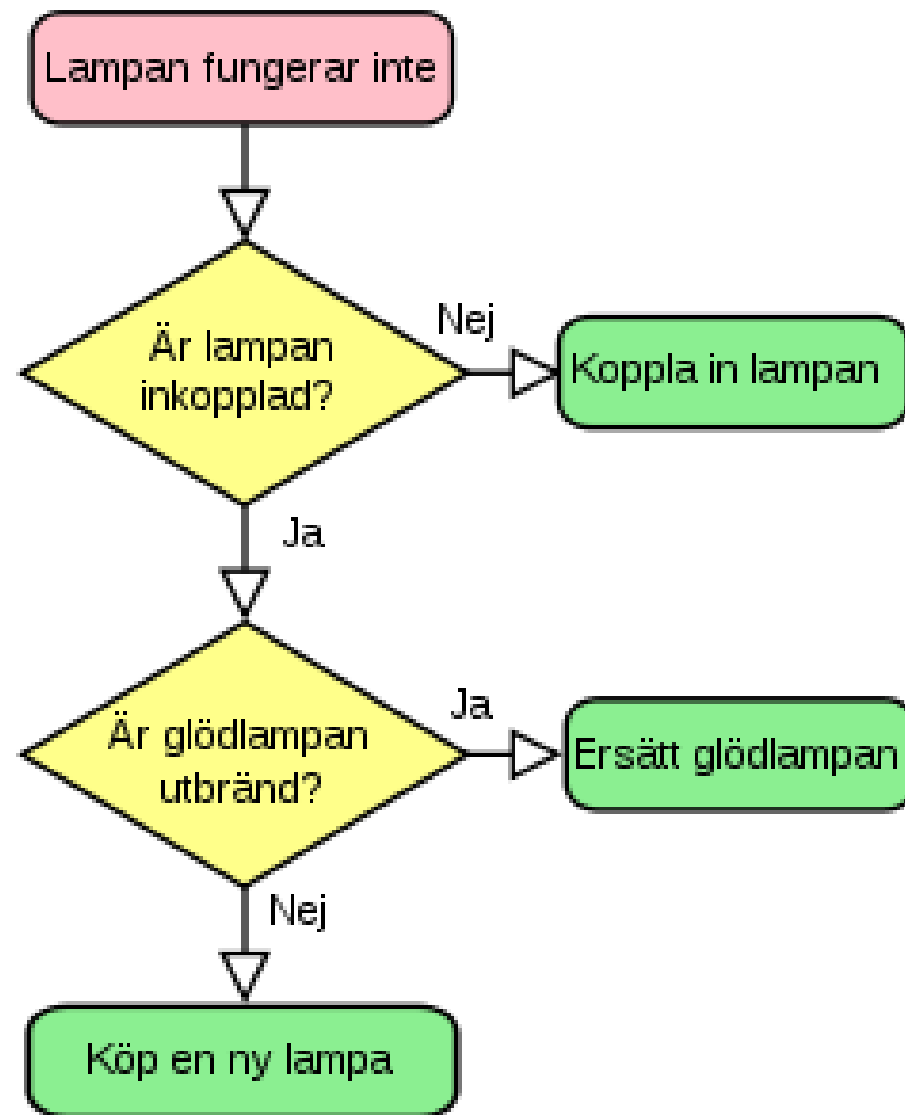 Lampan fungerar inte
Är lampan
inkopplad?
Nej
Koppla in lampan
Ja
Är glödlampan
utbränd?
Ja
Ersätt glödlampan
Nej
Köp en ny lampa